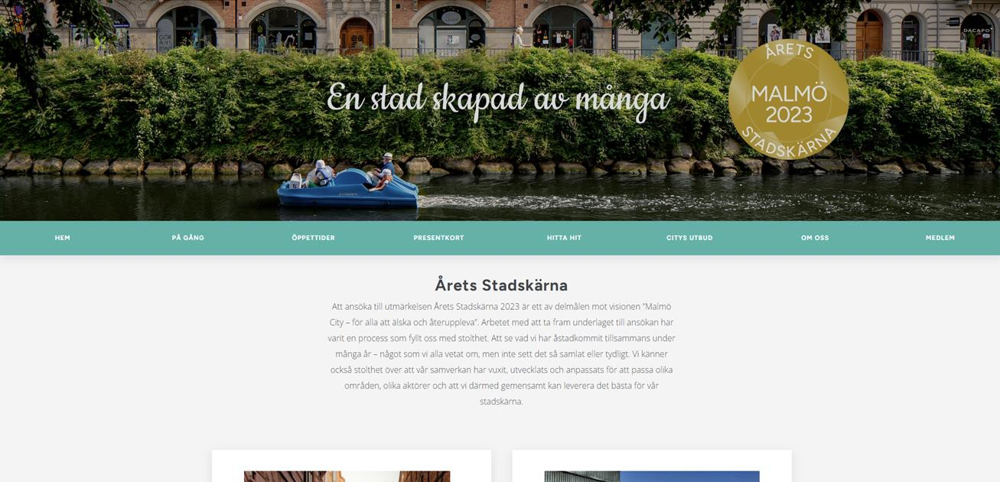 GÖR
DACAPO
ÅRETS
MALMÖ
2023
STADSKÄRNA
En stad skapad av många
HEM PÅ GÅNG ÖPPETTIDER PRESENTKORT HITTA HIT CITYS UTBUD OM OSS MEDLEM
Årets Stadskärna
Att ansöka till utmärkelsen Årets Stadskärna 2023 är ett av delmålen mot visionen ”Malmö
City – för alla att älska och återuppleva”. Arbetet med att ta fram underlaget till ansökan har
varit en process som fyllt oss med stolthet. Att se vad vi har åstadkommit tillsammans under
många år – något som vi alla vetat om, men inte sett det så samlat eller tydligt. Vi känner
också stolthet över att vår samverkan har vuxit, utvecklats och anpassats för att passa olika
områden, olika aktörer och att vi därmed gemensamt kan leverera det bästa för vår
stadskärna.